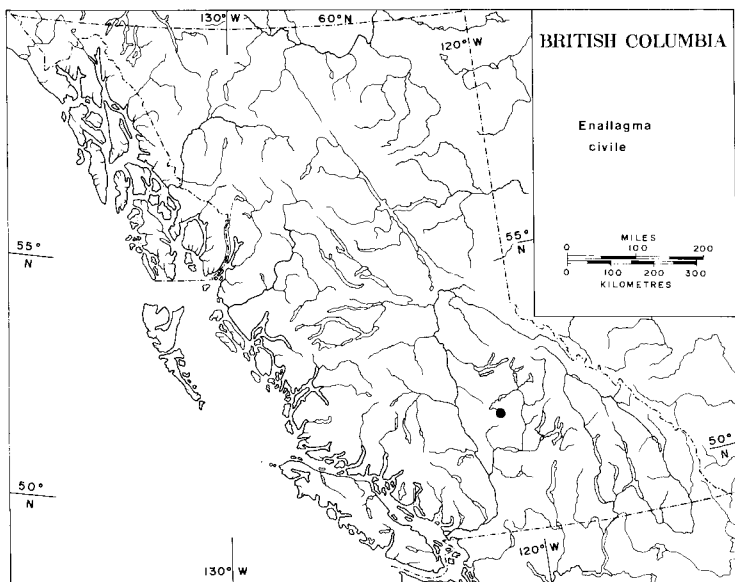 130° W
60° N
120° W
BRITISH COLUMBIA
Enallagma
civile
MILES
0 100 200
0 100 200 300
KILOMETRES
55°
N
55°
N
50°
N
50°
N
130° W
120° W